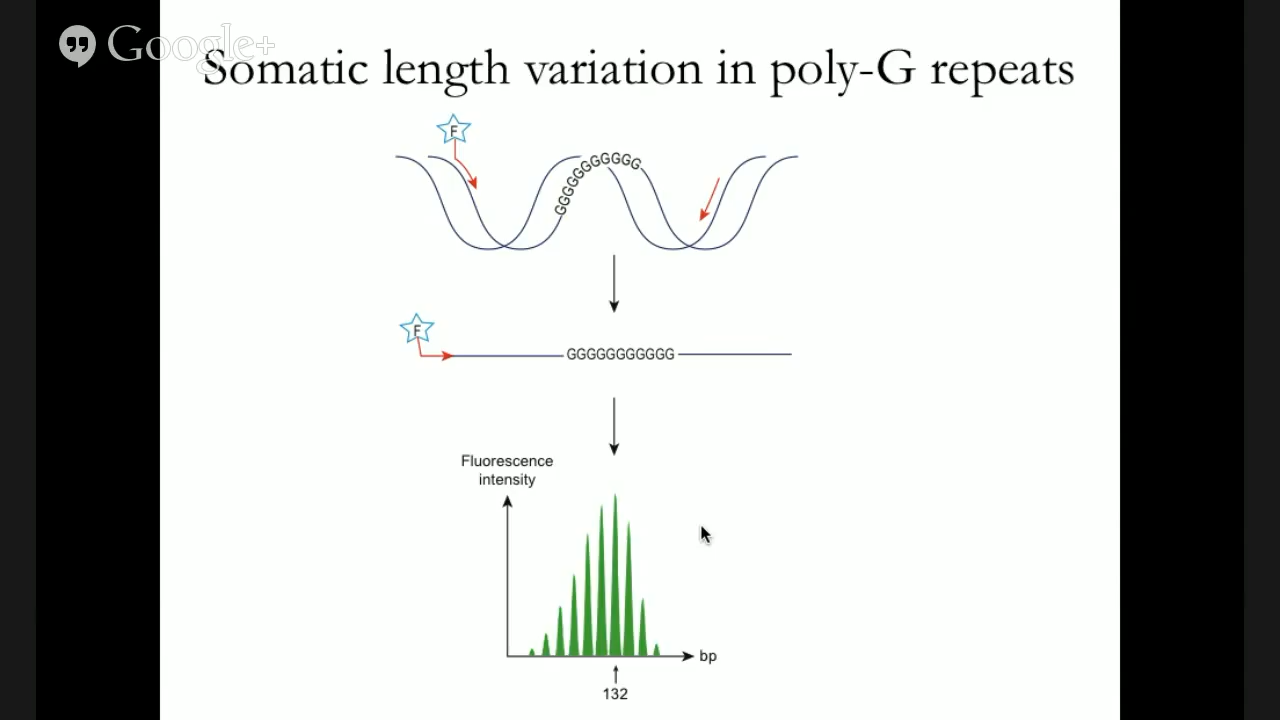 Google+
Somatic length variation in poly-G repeats
F
GGGGGGGGGGG
F
GGGGGGGGGGG
Fluorescence
intensity
bp
132